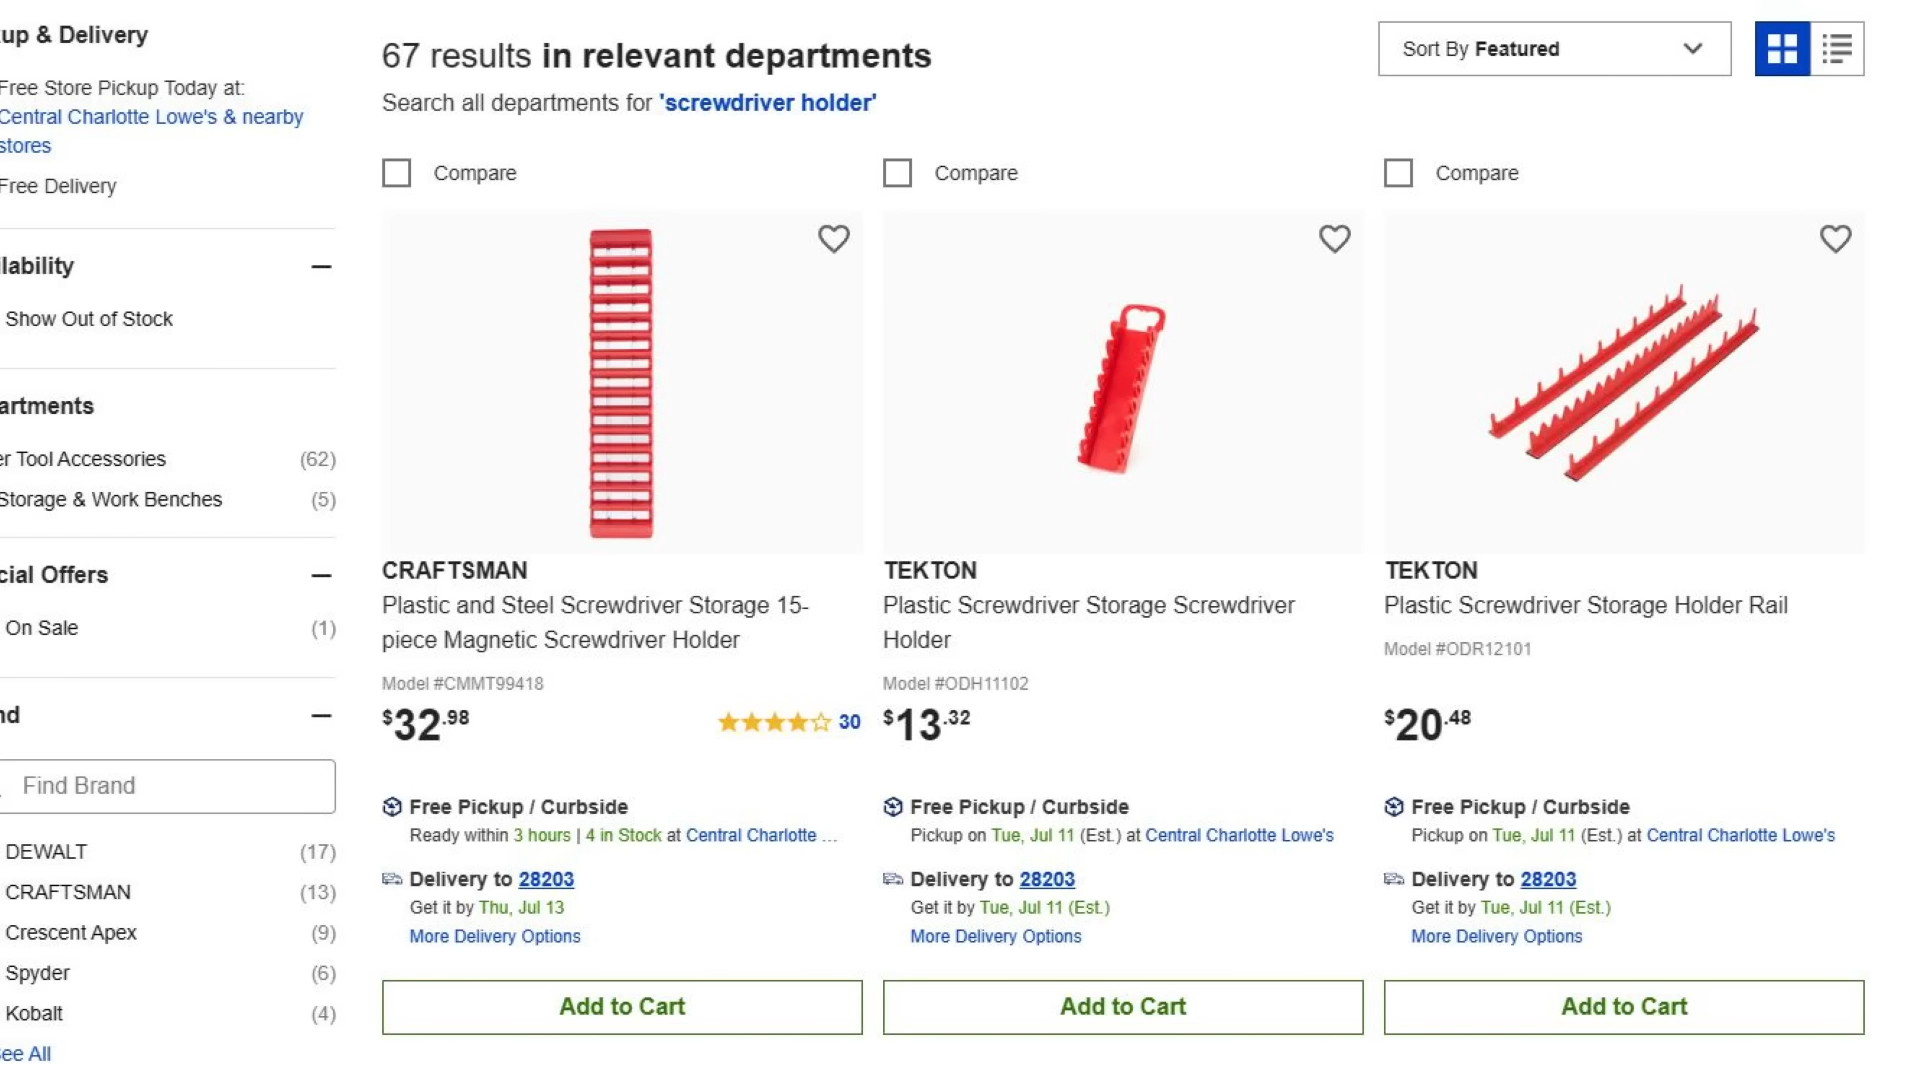 up & Delivery
Free Store Pickup Today at:
Central Charlotte Lowe's & nearby
stores
Free Delivery
ilability
Show Out of Stock
artments
er Tool Accessories (62)
Storage & Work Benches (5)
cial Offers
On Sale (1)
nd
Find Brand
DEWALT (17)
CRAFTSMAN (13)
Crescent Apex (9)
Spyder (6)
Kobalt (4)
ee All
67 results in relevant departments
Search all departments for 'screwdriver holder'
Sort By Featured
Compare
CRAFTSMAN
Plastic and Steel Screwdriver Storage 15-
piece Magnetic Screwdriver Holder
Model #CMMT99418
$32.98
30
Free Pickup / Curbside
Ready within 3 hours | 4 in Stock at Central Charlotte ...
Delivery to 28203
Get it by Thu, Jul 13
More Delivery Options
Add to Cart
Compare
TEKTON
Plastic Screwdriver Storage Screwdriver
Holder
Model #ODH11102
$13.32
Free Pickup / Curbside
Pickup on Tue, Jul 11 (Est.) at Central Charlotte Lowe's
Delivery to 28203
Get it by Tue, Jul 11 (Est.)
More Delivery Options
Add to Cart
Compare
TEKTON
Plastic Screwdriver Storage Holder Rail
Model #ODR12101
$20.48
Free Pickup / Curbside
Pickup on Tue, Jul 11 (Est.) at Central Charlotte Lowe's
Delivery to 28203
Get it by Tue, Jul 11 (Est.)
More Delivery Options
Add to Cart